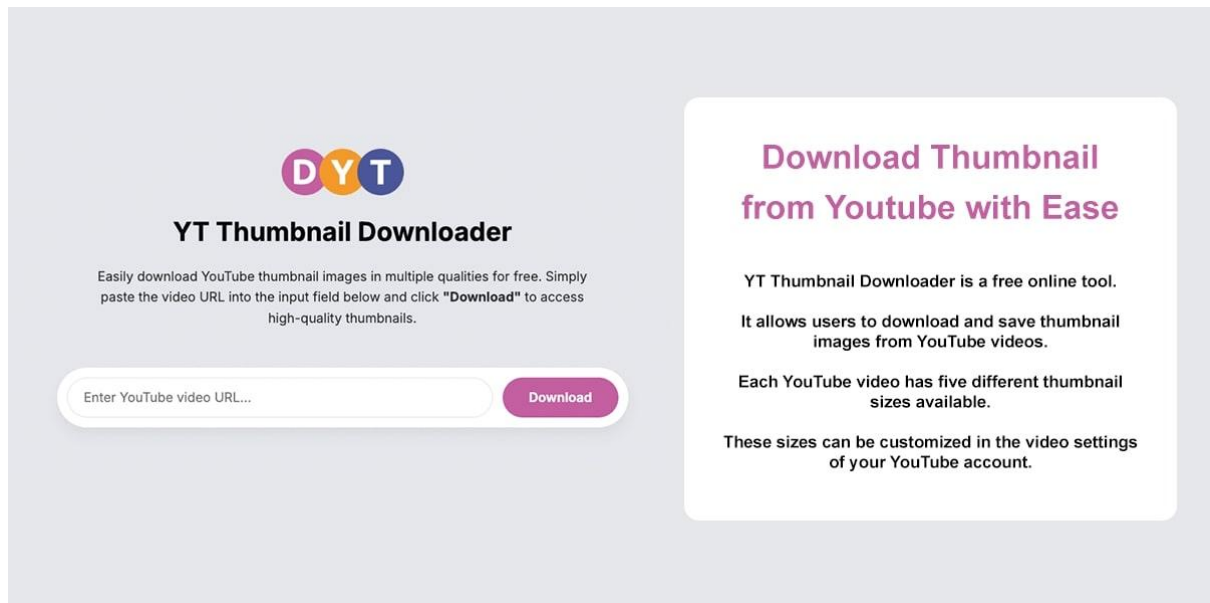 DYT
YT Thumbnail Downloader
Easily download YouTube thumbnail images in multiple qualities for free. Simply
paste the video URL into the input field below and click "Download" to access
high-quality thumbnails.
Enter YouTube video URL...
Download
Download Thumbnail
from Youtube with Ease
YT Thumbnail Downloader is a free online tool.
It allows users to download and save thumbnail
images from YouTube videos.
Each YouTube video has five different thumbnail
sizes available.
These sizes can be customized in the video settings
of your YouTube account.